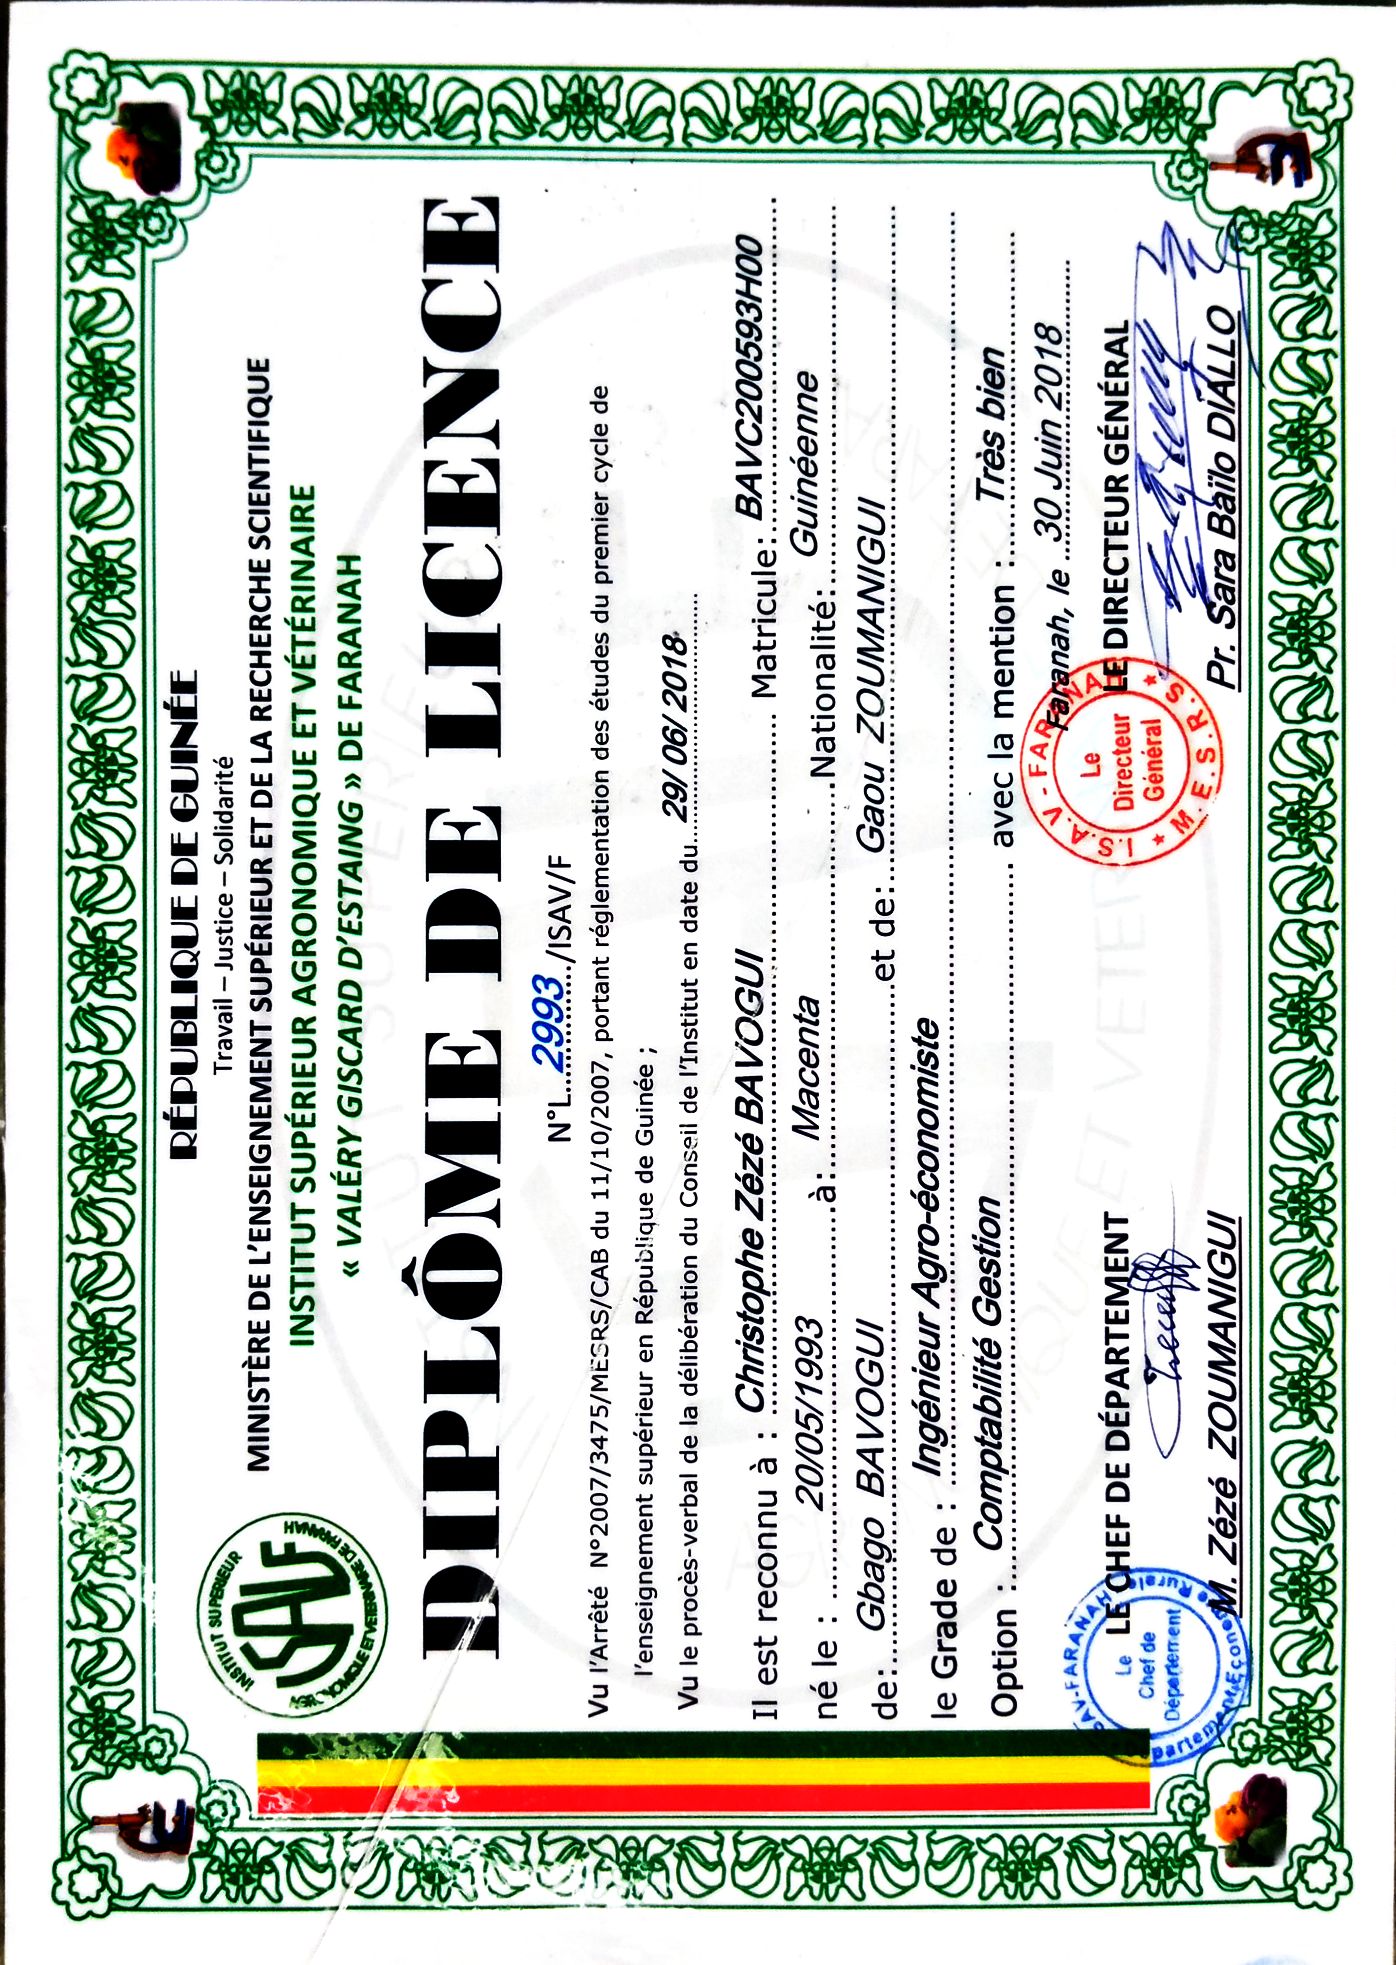 RÉPUBLIQUE DE GUINÉE
Travail – Justice – Solidarité
MINISTÈRE DE L'ENSEIGNEMENT SUPÉRIEUR ET DE LA RECHERCHE SCIENTIFIQUE
INSTITUT SUPÉRIEUR AGRONOMIQUE ET VÉTÉRINAIRE
« VALÉRY GISCARD D'ESTAING » DE FARANAH
INSTITUT SUPERIEUR
ISAVF
AGRONOMIQUE ET VETERINAIRE DE FARANAH
DIPLÔME DE LICENCE
N°L...2993.../ISAV/F
Vu l'Arrêté N°2007/3475/MESRS/CAB du 11/10/2007, portant réglementation des études du premier cycle de
l'enseignement supérieur en République de Guinée ;
Vu le procès-verbal de la délibération du Conseil de l'Institut en date du...29/ 06/ 2018
Il est reconnu à : Christophe Zézé BAVOGUI Matricule: BAVC200593H00
né le : 20/05/1993 à: Macenta Nationalité: Guinéenne
de: Gbago BAVOGUI et de: Gaou ZOUMANIGUI
le Grade de : Ingénieur Agro-économiste
Option : Comptabilité Gestion avec la mention : Très bien
Faranah, le 30 Juin 2018
LE CHEF DE DÉPARTEMENT LE DIRECTEUR GÉNÉRAL
ISAV-FARANAH
Le
Chef de
Département
Département Économie Rurale
I.S.A.V - FARANAH
Le
Directeur
Général
* M.E.S.R.S *
M. Zézé ZOUMANIGUI Pr. Sara Baïlo DIALLO